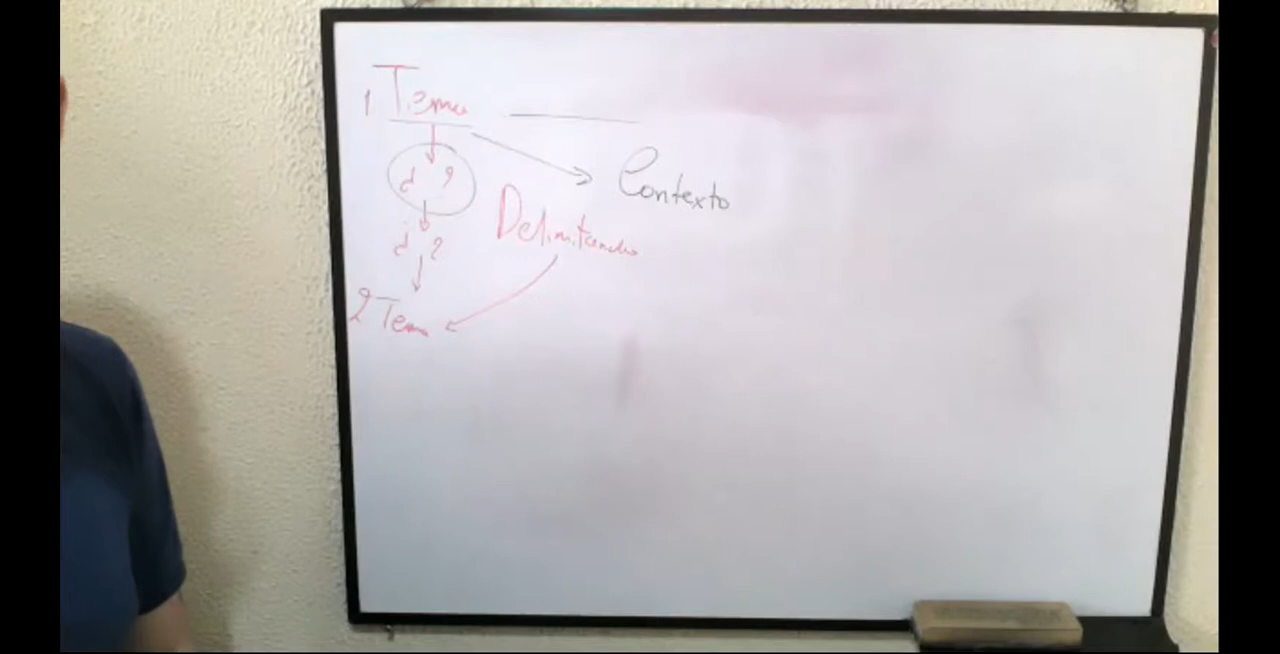 1 Tema
Contexto
¿ ?
Delimitando
¿ ?
2 Tema